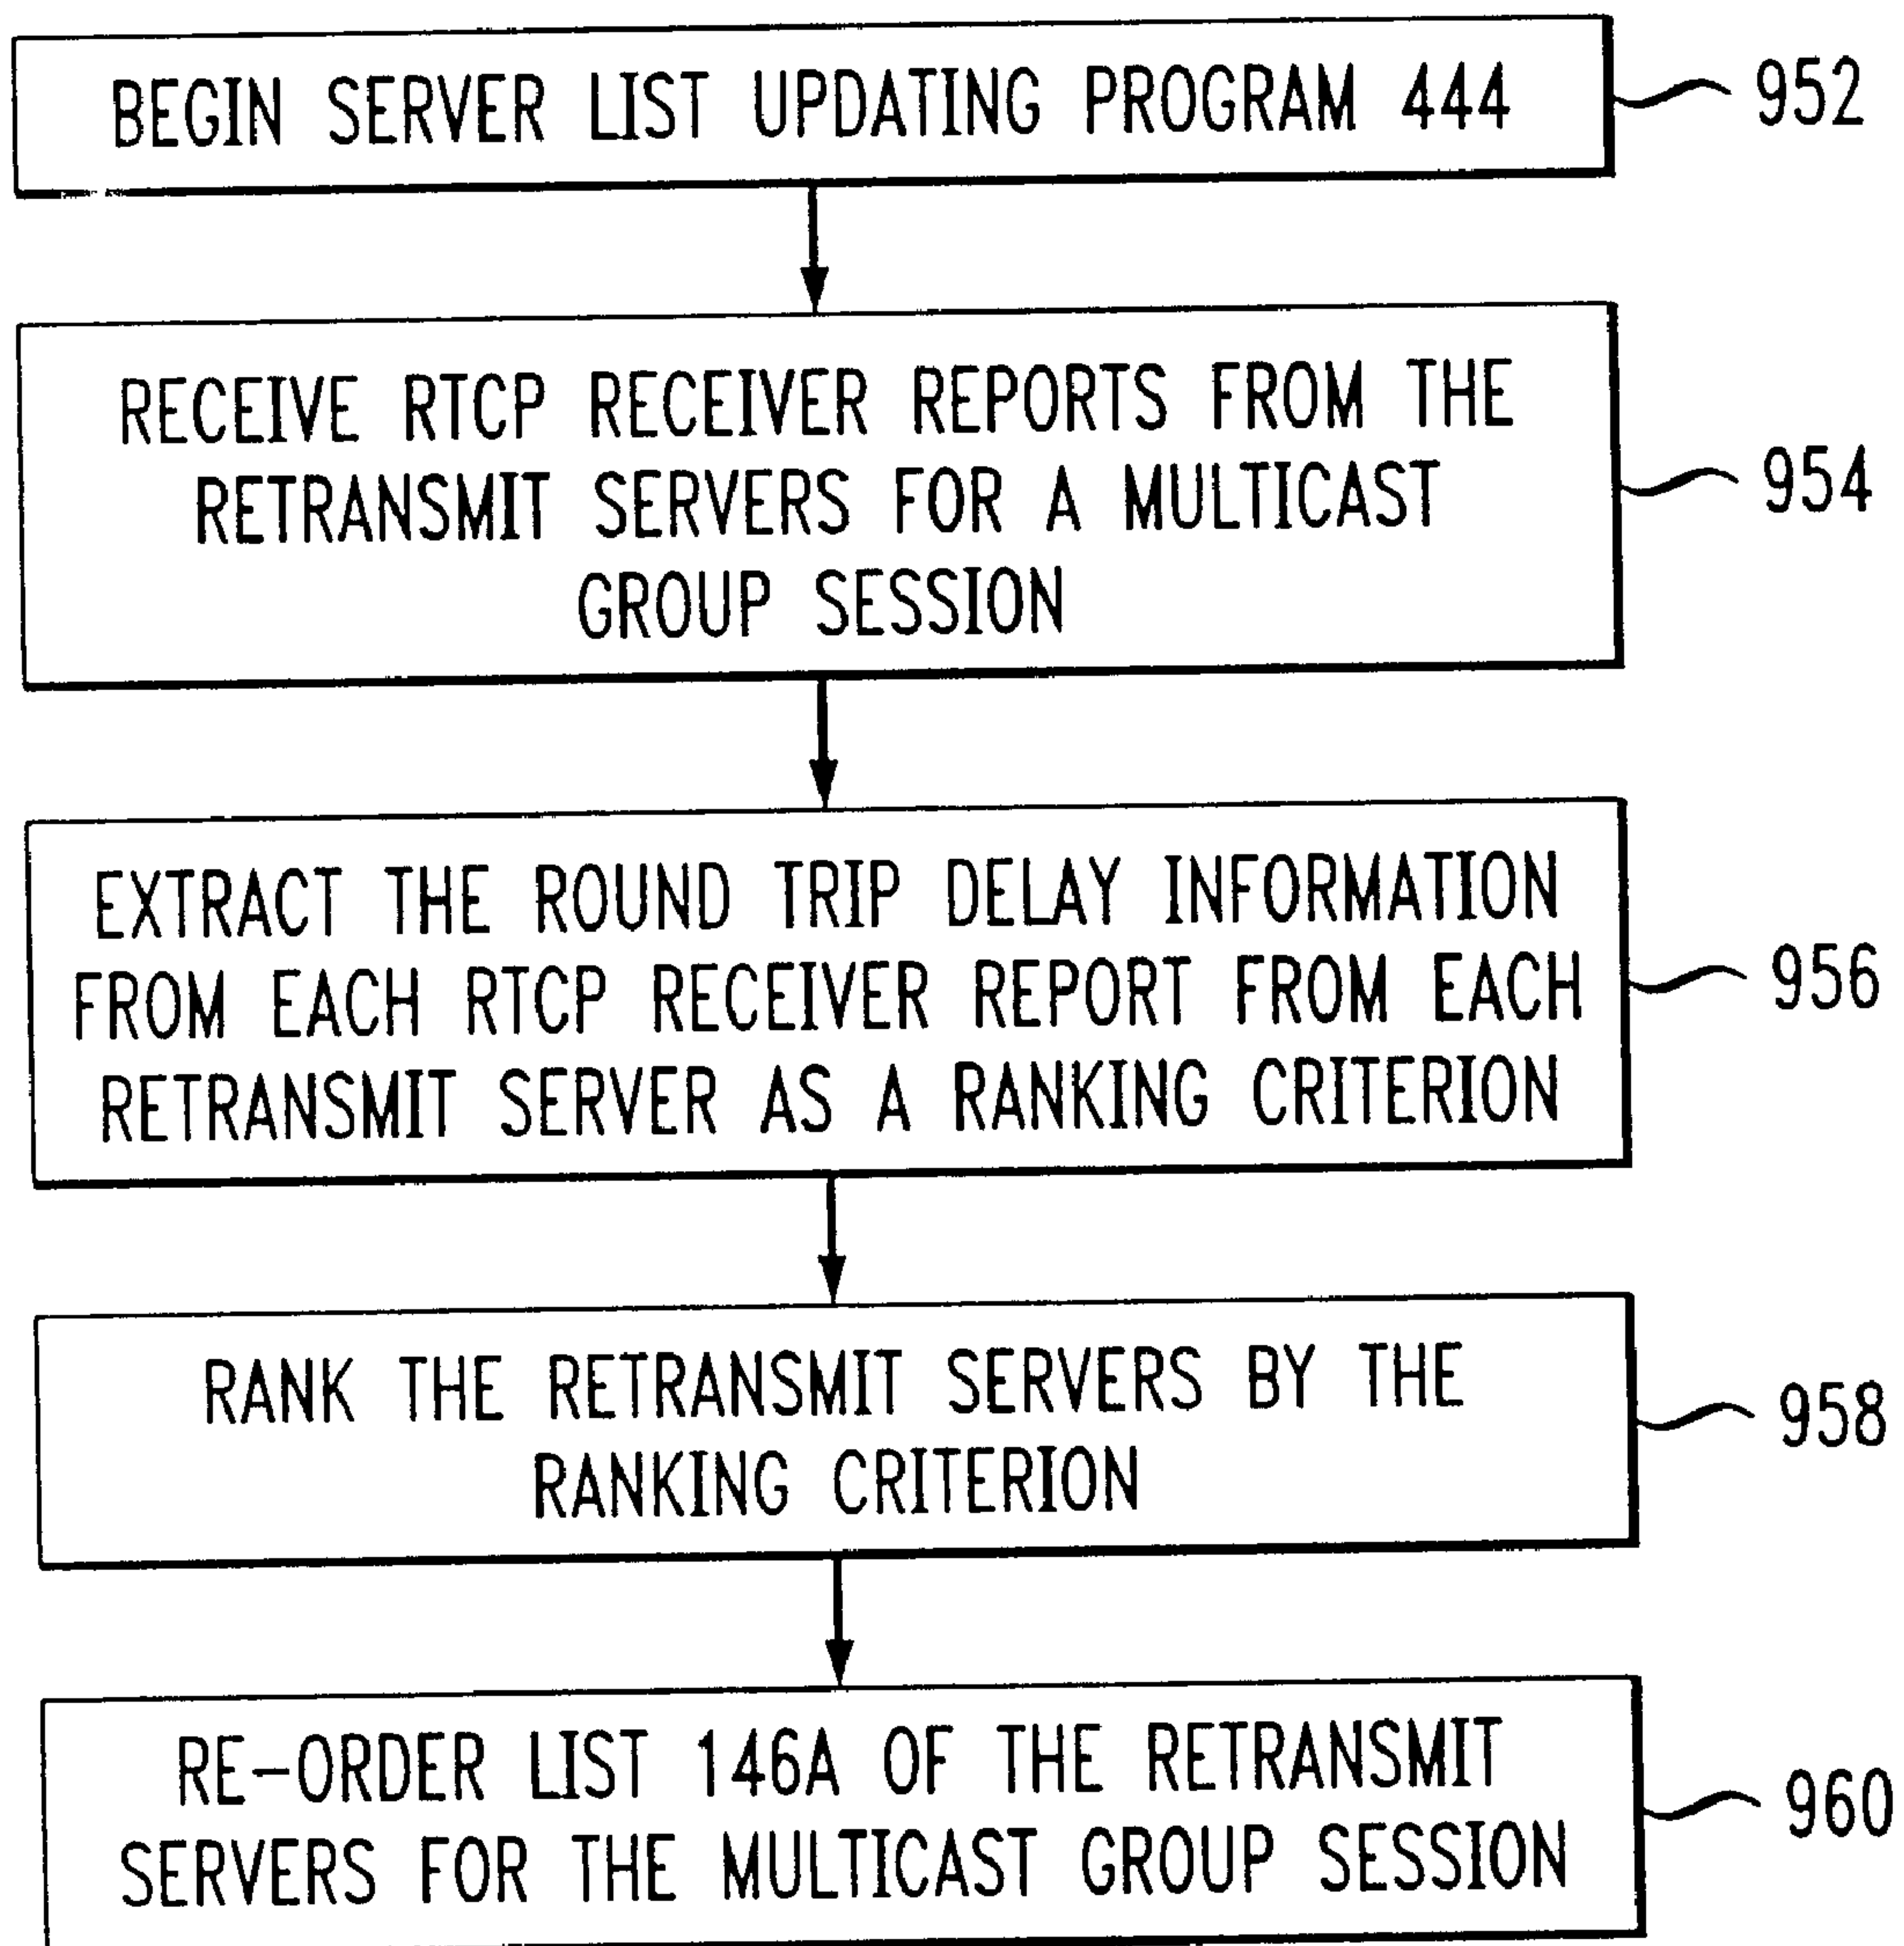 BEGIN SERVER LIST UPDATING PROGRAM 444
952
RECEIVE RTCP RECEIVER REPORTS FROM THE
RETRANSMIT SERVERS FOR A MULTICAST
GROUP SESSION
954
EXTRACT THE ROUND TRIP DELAY INFORMATION
FROM EACH RTCP RECEIVER REPORT FROM EACH
RETRANSMIT SERVER AS A RANKING CRITERION
956
RANK THE RETRANSMIT SERVERS BY THE
RANKING CRITERION
958
RE-ORDER LIST 146A OF THE RETRANSMIT
SERVERS FOR THE MULTICAST GROUP SESSION
960